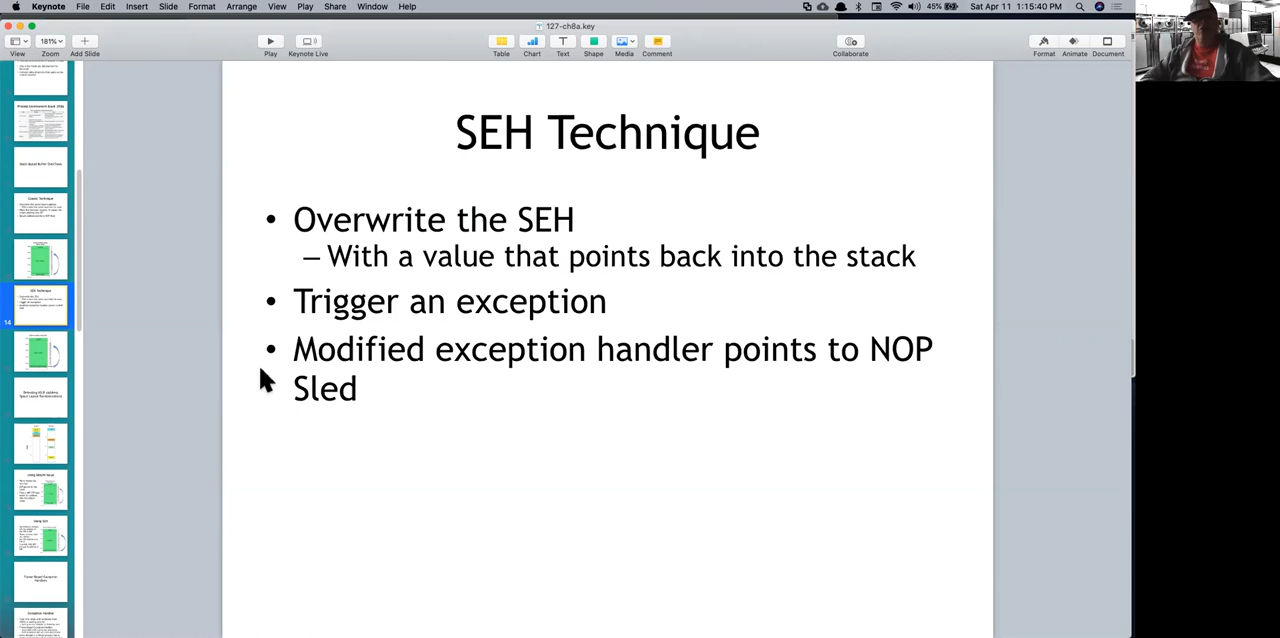 Keynote File Edit Insert Slide Format Arrange View Play Share Window Help
45% Sat Apr 11 1:15:40 PM
127-ch8a.key
181%
View Zoom Add Slide Play Keynote Live Table Chart Text Shape Media Comment Collaborate Format Animate Document
SEH Technique
• Overwrite the SEH
– With a value that points back into the stack
• Trigger an exception
• Modified exception handler points to NOP
Sled
14